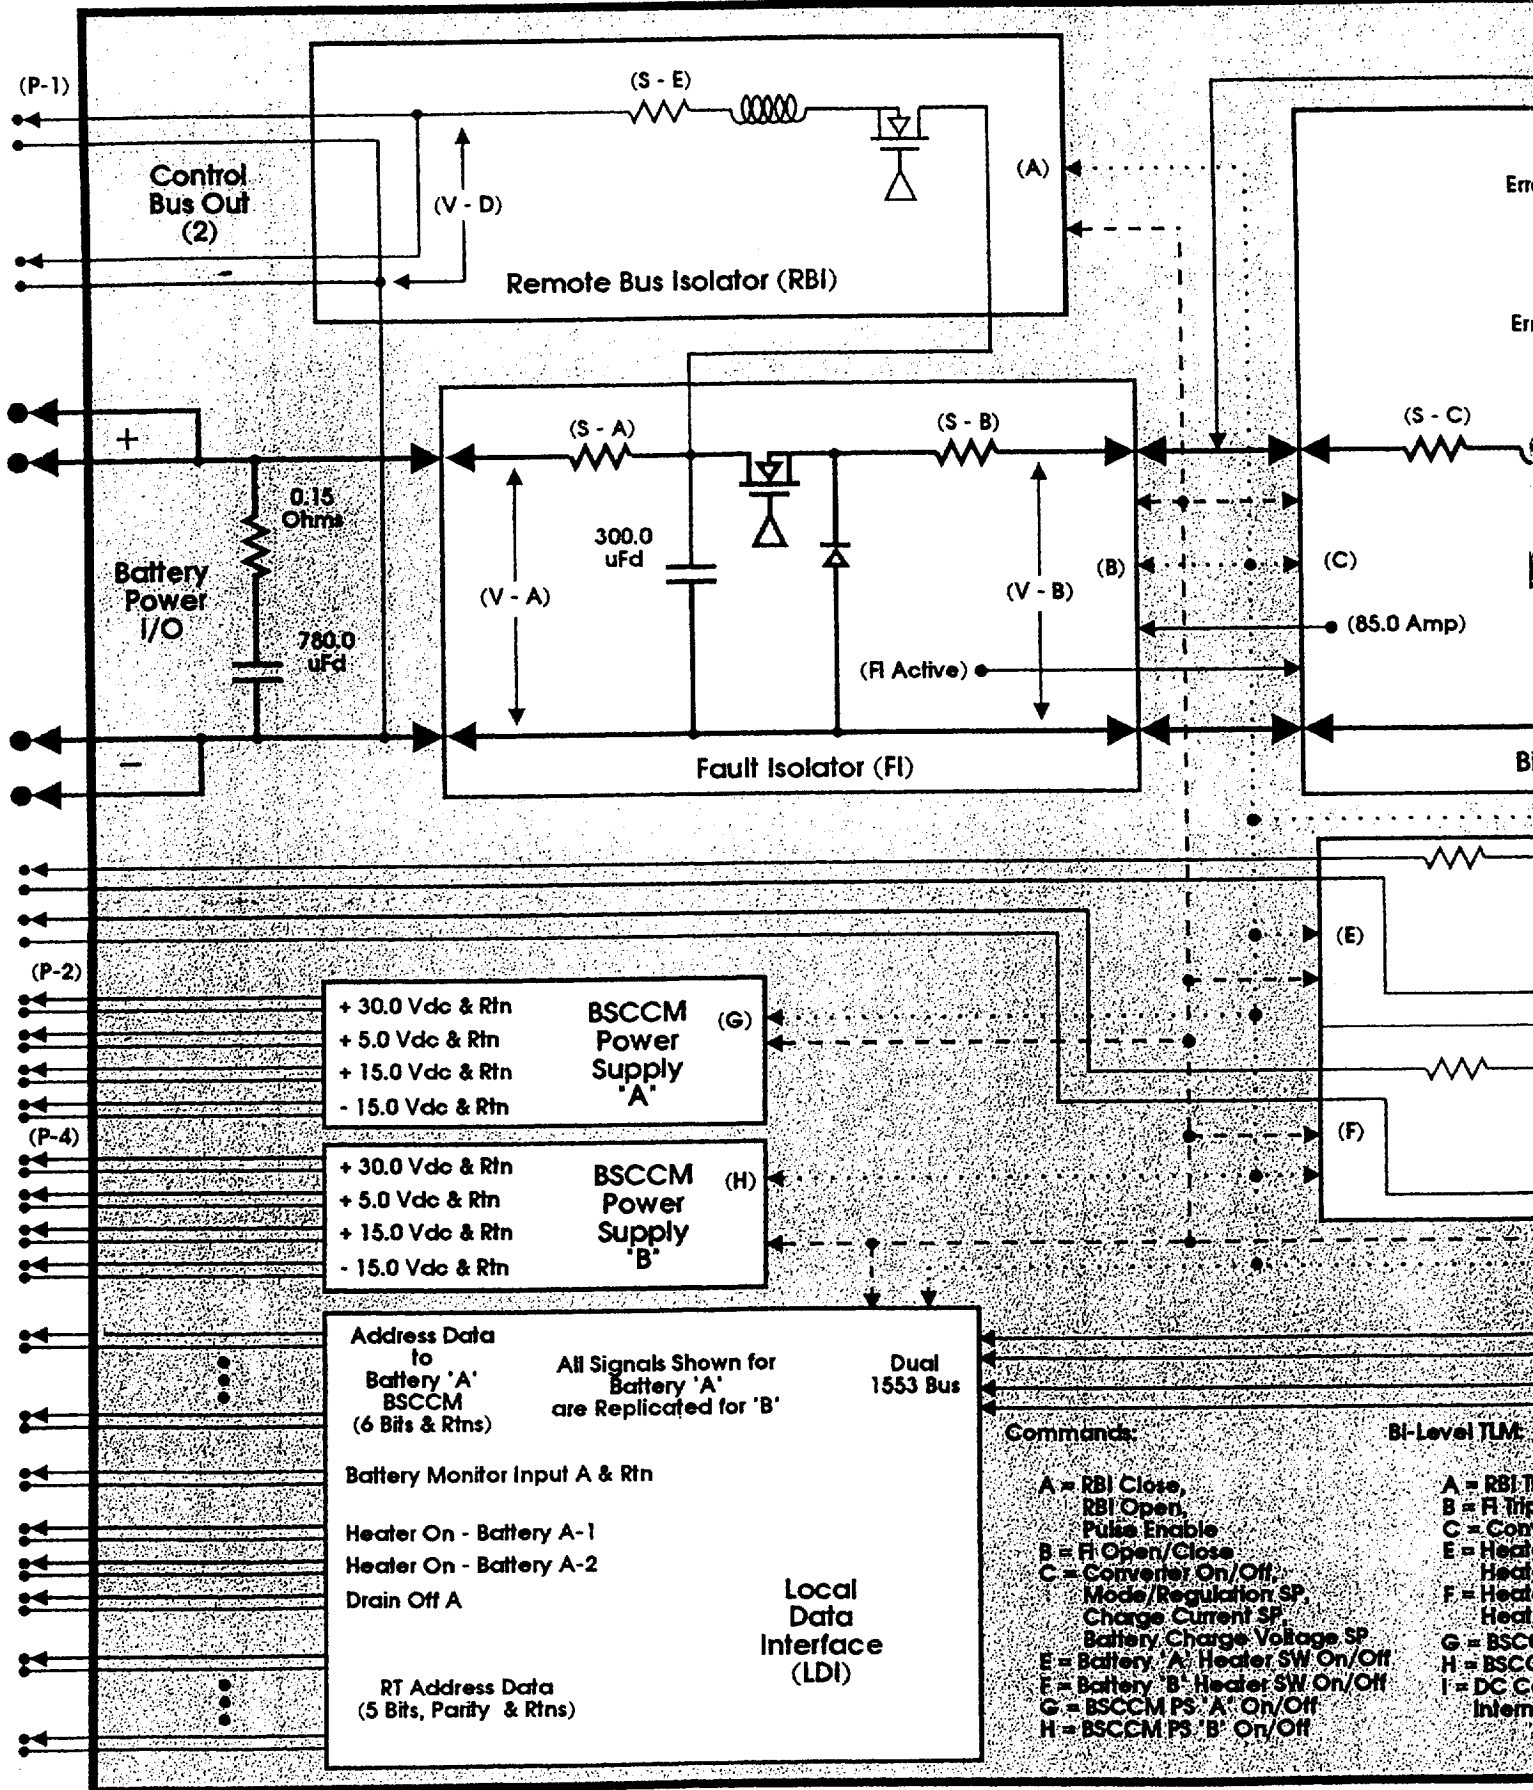 (P-1)
Control
Bus Out
(2)
-
(S - E)
(V - D)
(A)
Remote Bus Isolator (RBI)
+
0.15
Ohms
Battery
Power
I/O
780.0
uFd
−
(S - A)
(S - B)
300.0
uFd
(V - A)
(V - B)
(B)
(FI Active)
Fault Isolator (FI)
(S - C)
(C)
(85.0 Amp)
(E)
(F)
(P-2)
+ 30.0 Vdc & Rtn
+ 5.0 Vdc & Rtn
+ 15.0 Vdc & Rtn
- 15.0 Vdc & Rtn
BSCCM
Power
Supply
'A'
(G)
(P-4)
+ 30.0 Vdc & Rtn
+ 5.0 Vdc & Rtn
+ 15.0 Vdc & Rtn
- 15.0 Vdc & Rtn
BSCCM
Power
Supply
'B'
(H)
Address Data
to
Battery 'A'
BSCCM
(6 Bits & Rtns)
All Signals Shown for
Battery 'A'
are Replicated for 'B'
Dual
1553 Bus
Battery Monitor Input A & Rtn
Heater On - Battery A-1
Heater On - Battery A-2
Drain Off A
RT Address Data
(5 Bits, Parity & Rtns)
Local
Data
Interface
(LDI)
Commands:
A = RBI Close,
RBI Open,
Pulse Enable
B = FI Open/Close
C = Converter On/Off,
Mode/Regulation SP,
Charge Current SP,
Battery Charge Voltage SP
E = Battery 'A' Heater SW On/Off
F = Battery 'B' Heater SW On/Off
G = BSCCM PS 'A' On/Off
H = BSCCM PS 'B' On/Off
Bi-Level TLM:
A = RBI
B = FI
C =
E =
F =
G =
H =
I = DC